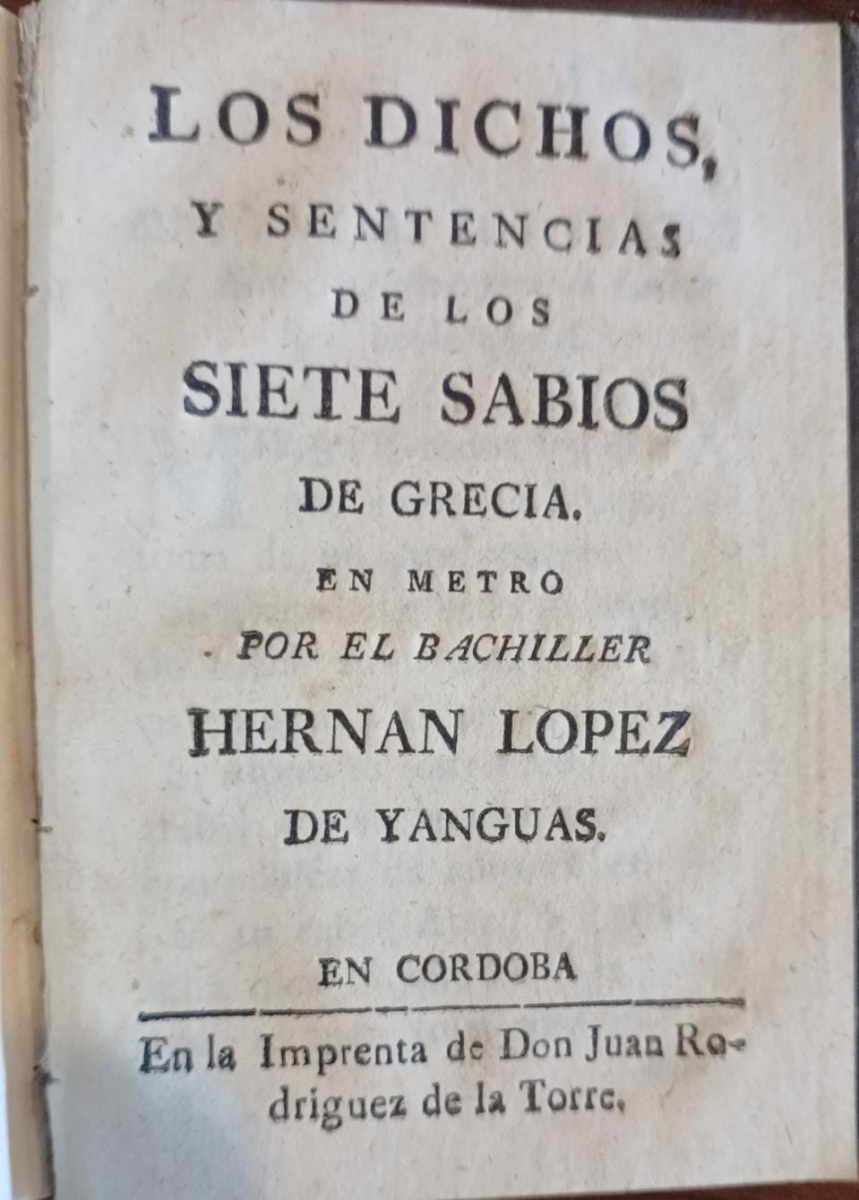 LOS DICHOS,
Y SENTENCIAS
DE LOS
SIETE SABIOS
DE GRECIA.
EN METRO
POR EL BACHILLER
HERNAN LOPEZ
DE YANGUAS.
EN CORDOBA
En la Imprenta de Don Juan Ro-
driguez de la Torre.